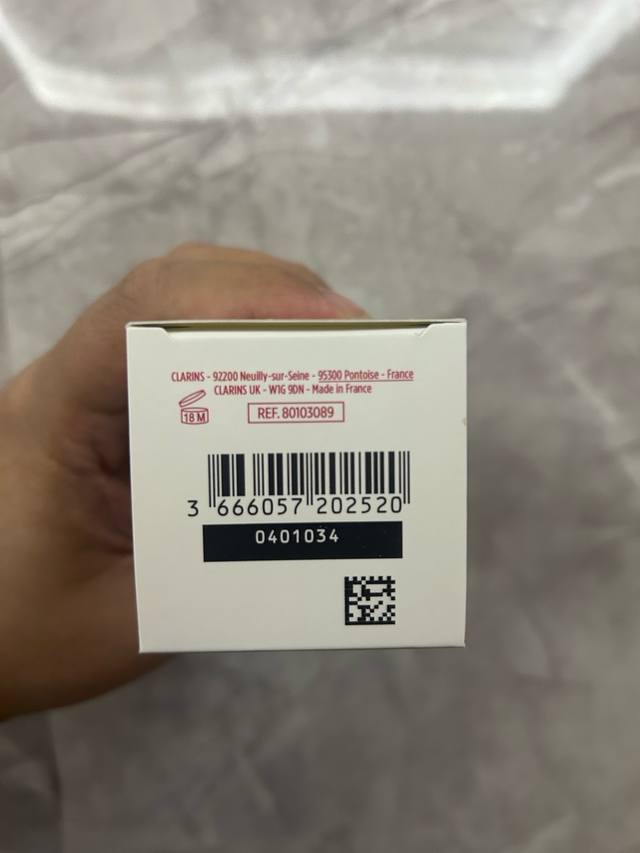 CLARINS - 92200 Neuilly-sur-Seine - 95300 Pontoise - France
CLARINS UK - W1G 9DN - Made in France
18 M
REF. 80103089
3 666057 202520
0401034